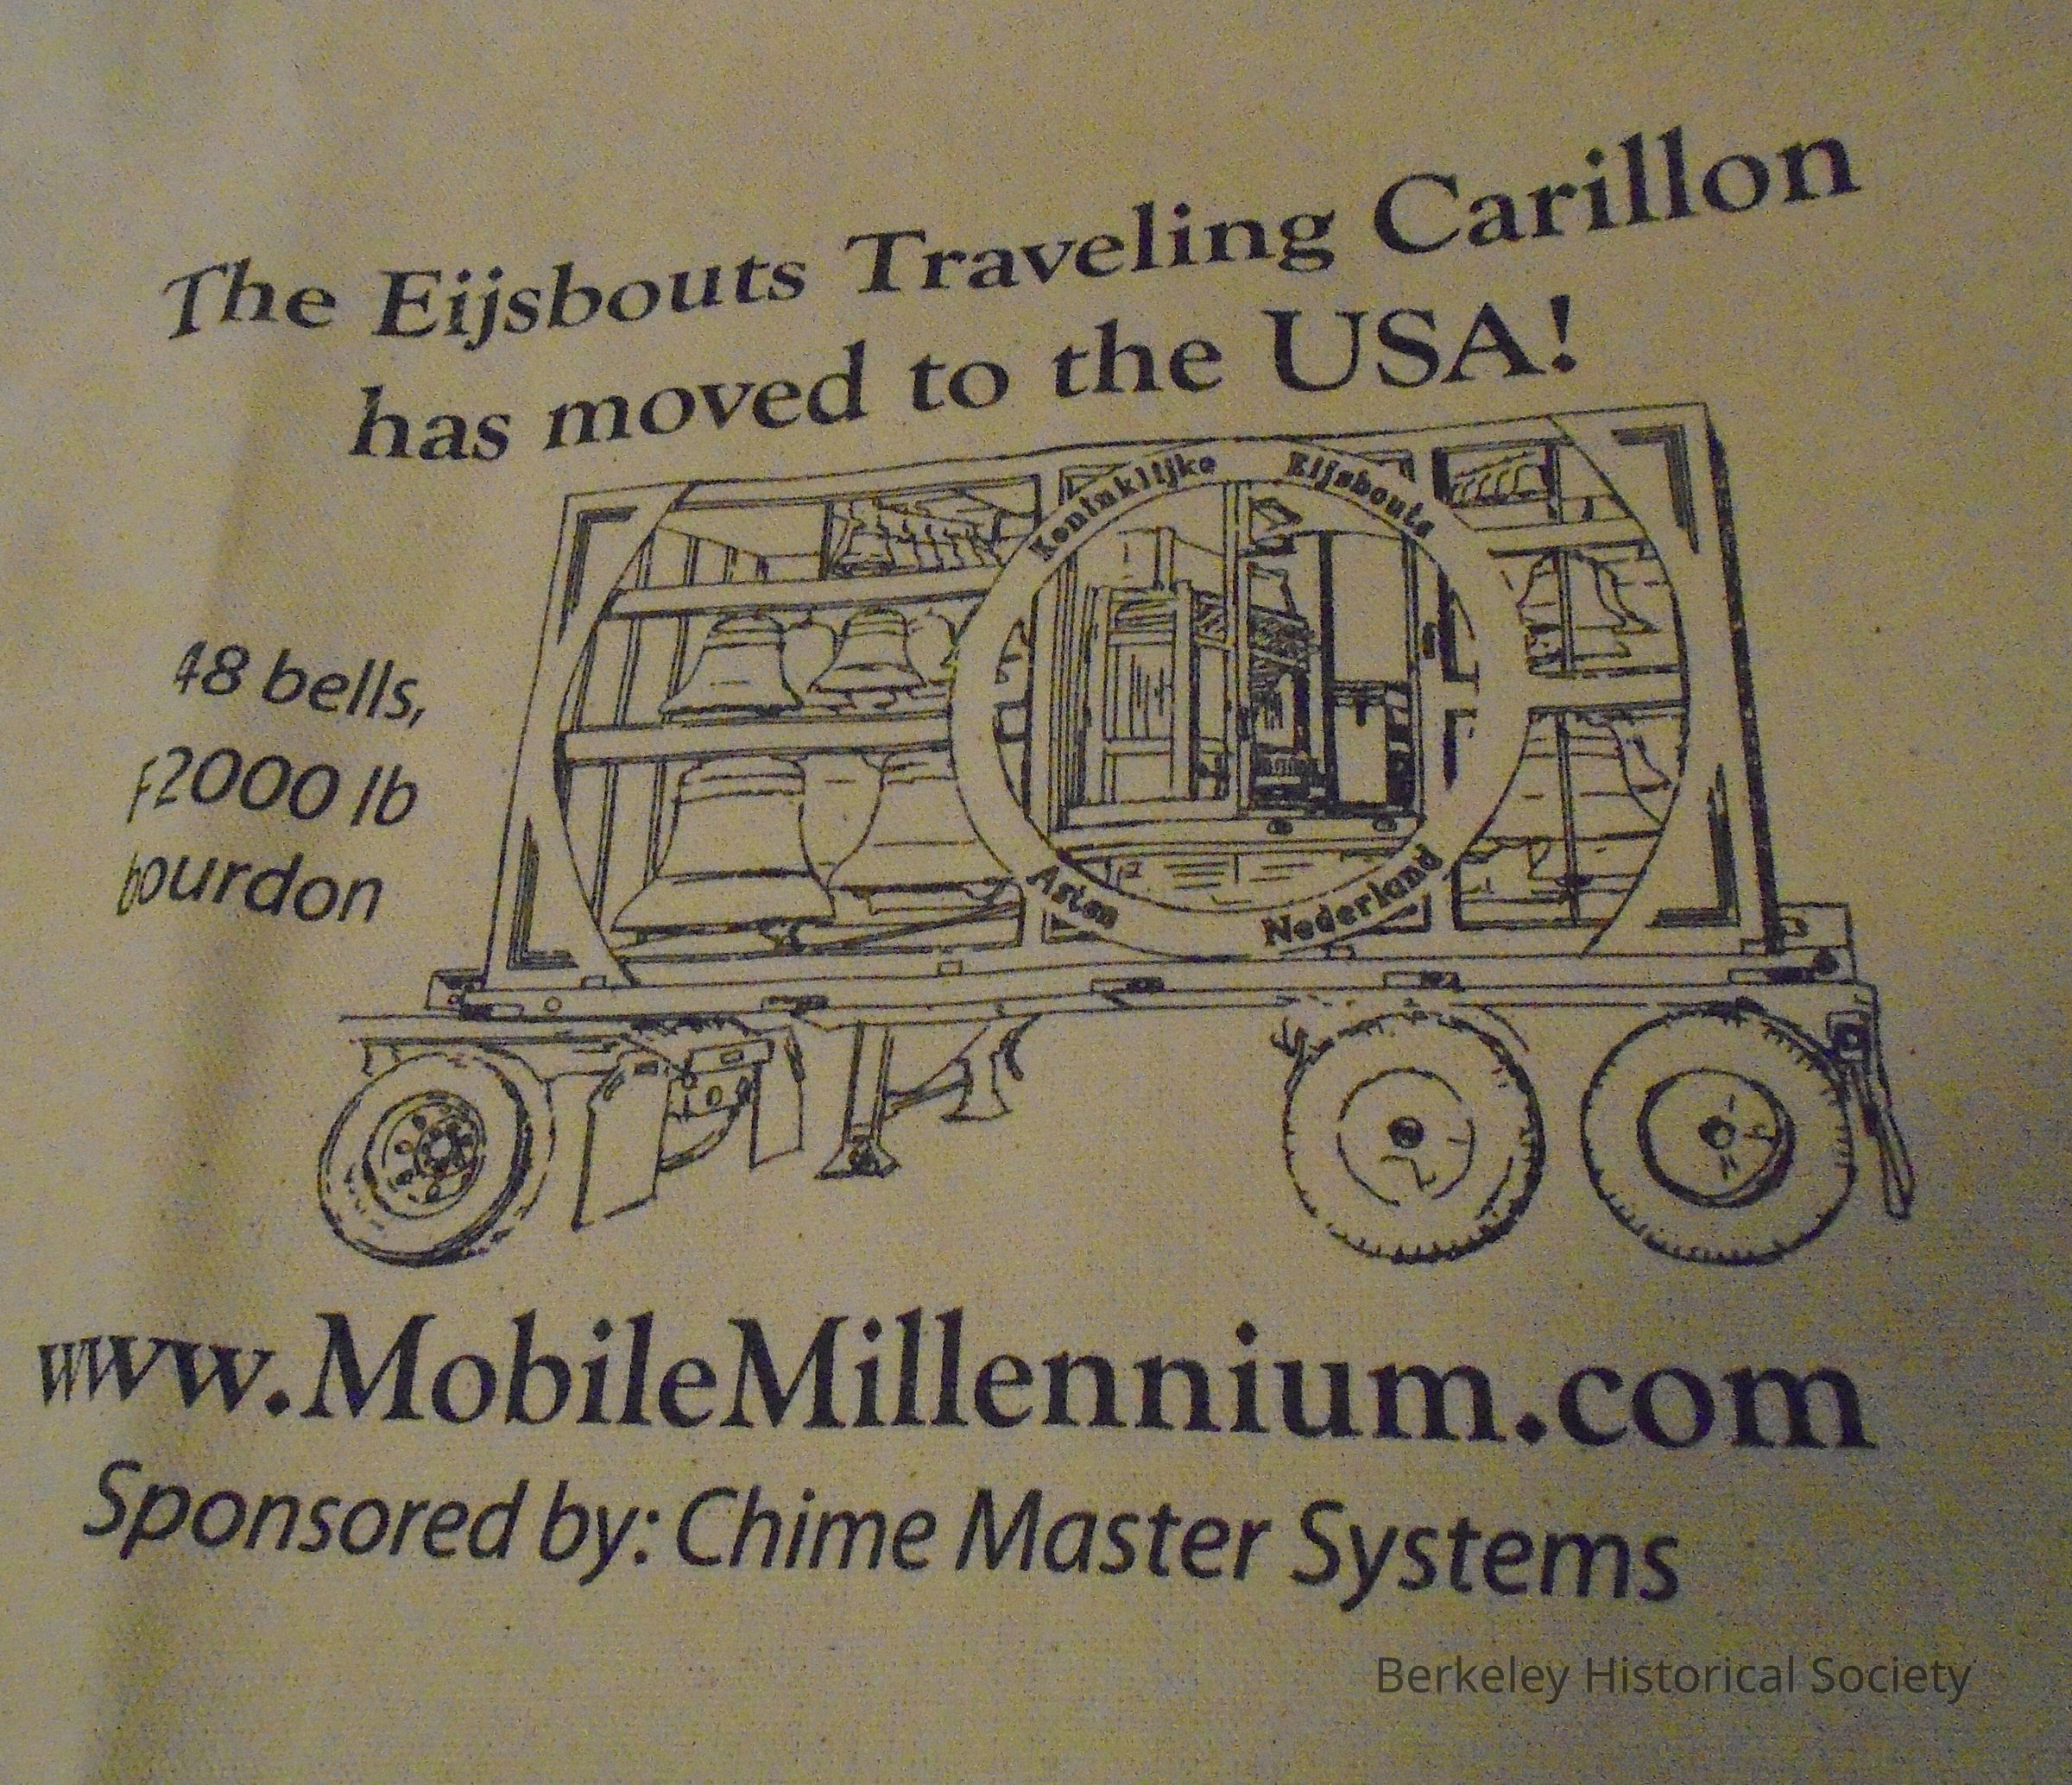 The Eijsbouts Traveling Carillon
has moved to the USA!
Koninklijke Eijsbouts
48 bells,
2000 lb
bourdon
Asten Nederland
www.MobileMillennium.com
Sponsored by: Chime Master Systems
Berkeley Historical Society